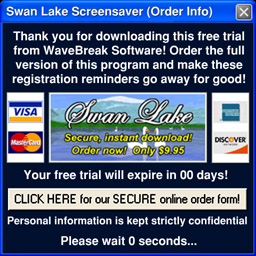 Swan Lake Screensaver (Order Info)
Thank you for downloading this free trial
from WaveBreak Software! Order the full
version of this program and make these
registration reminders go away for good!
VISA
MasterCard
Swan Lake
Secure, instant download!
Order now! Only $9.95
DISCOVER
Your free trial will expire in 00 days!
CLICK HERE for our SECURE online order form!
Personal information is kept strictly confidential
Please wait 0 seconds...